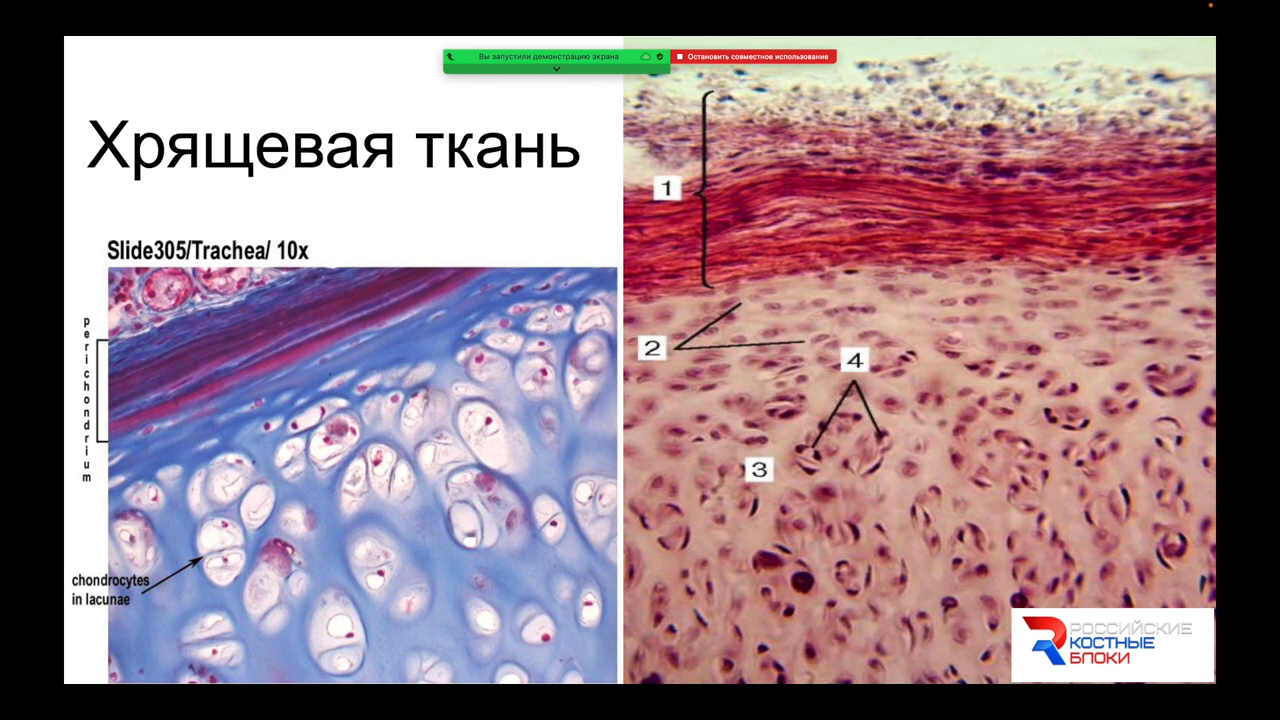 Вы запустили демонстрацию экрана
Остановить совместное использование
Хрящевая ткань
Slide305/Trachea/ 10x
perichondrium
chondrocytes
in lacunae
1
2
4
3
РОССИЙСКИЕ
КОСТНЫЕ
БЛОКИ